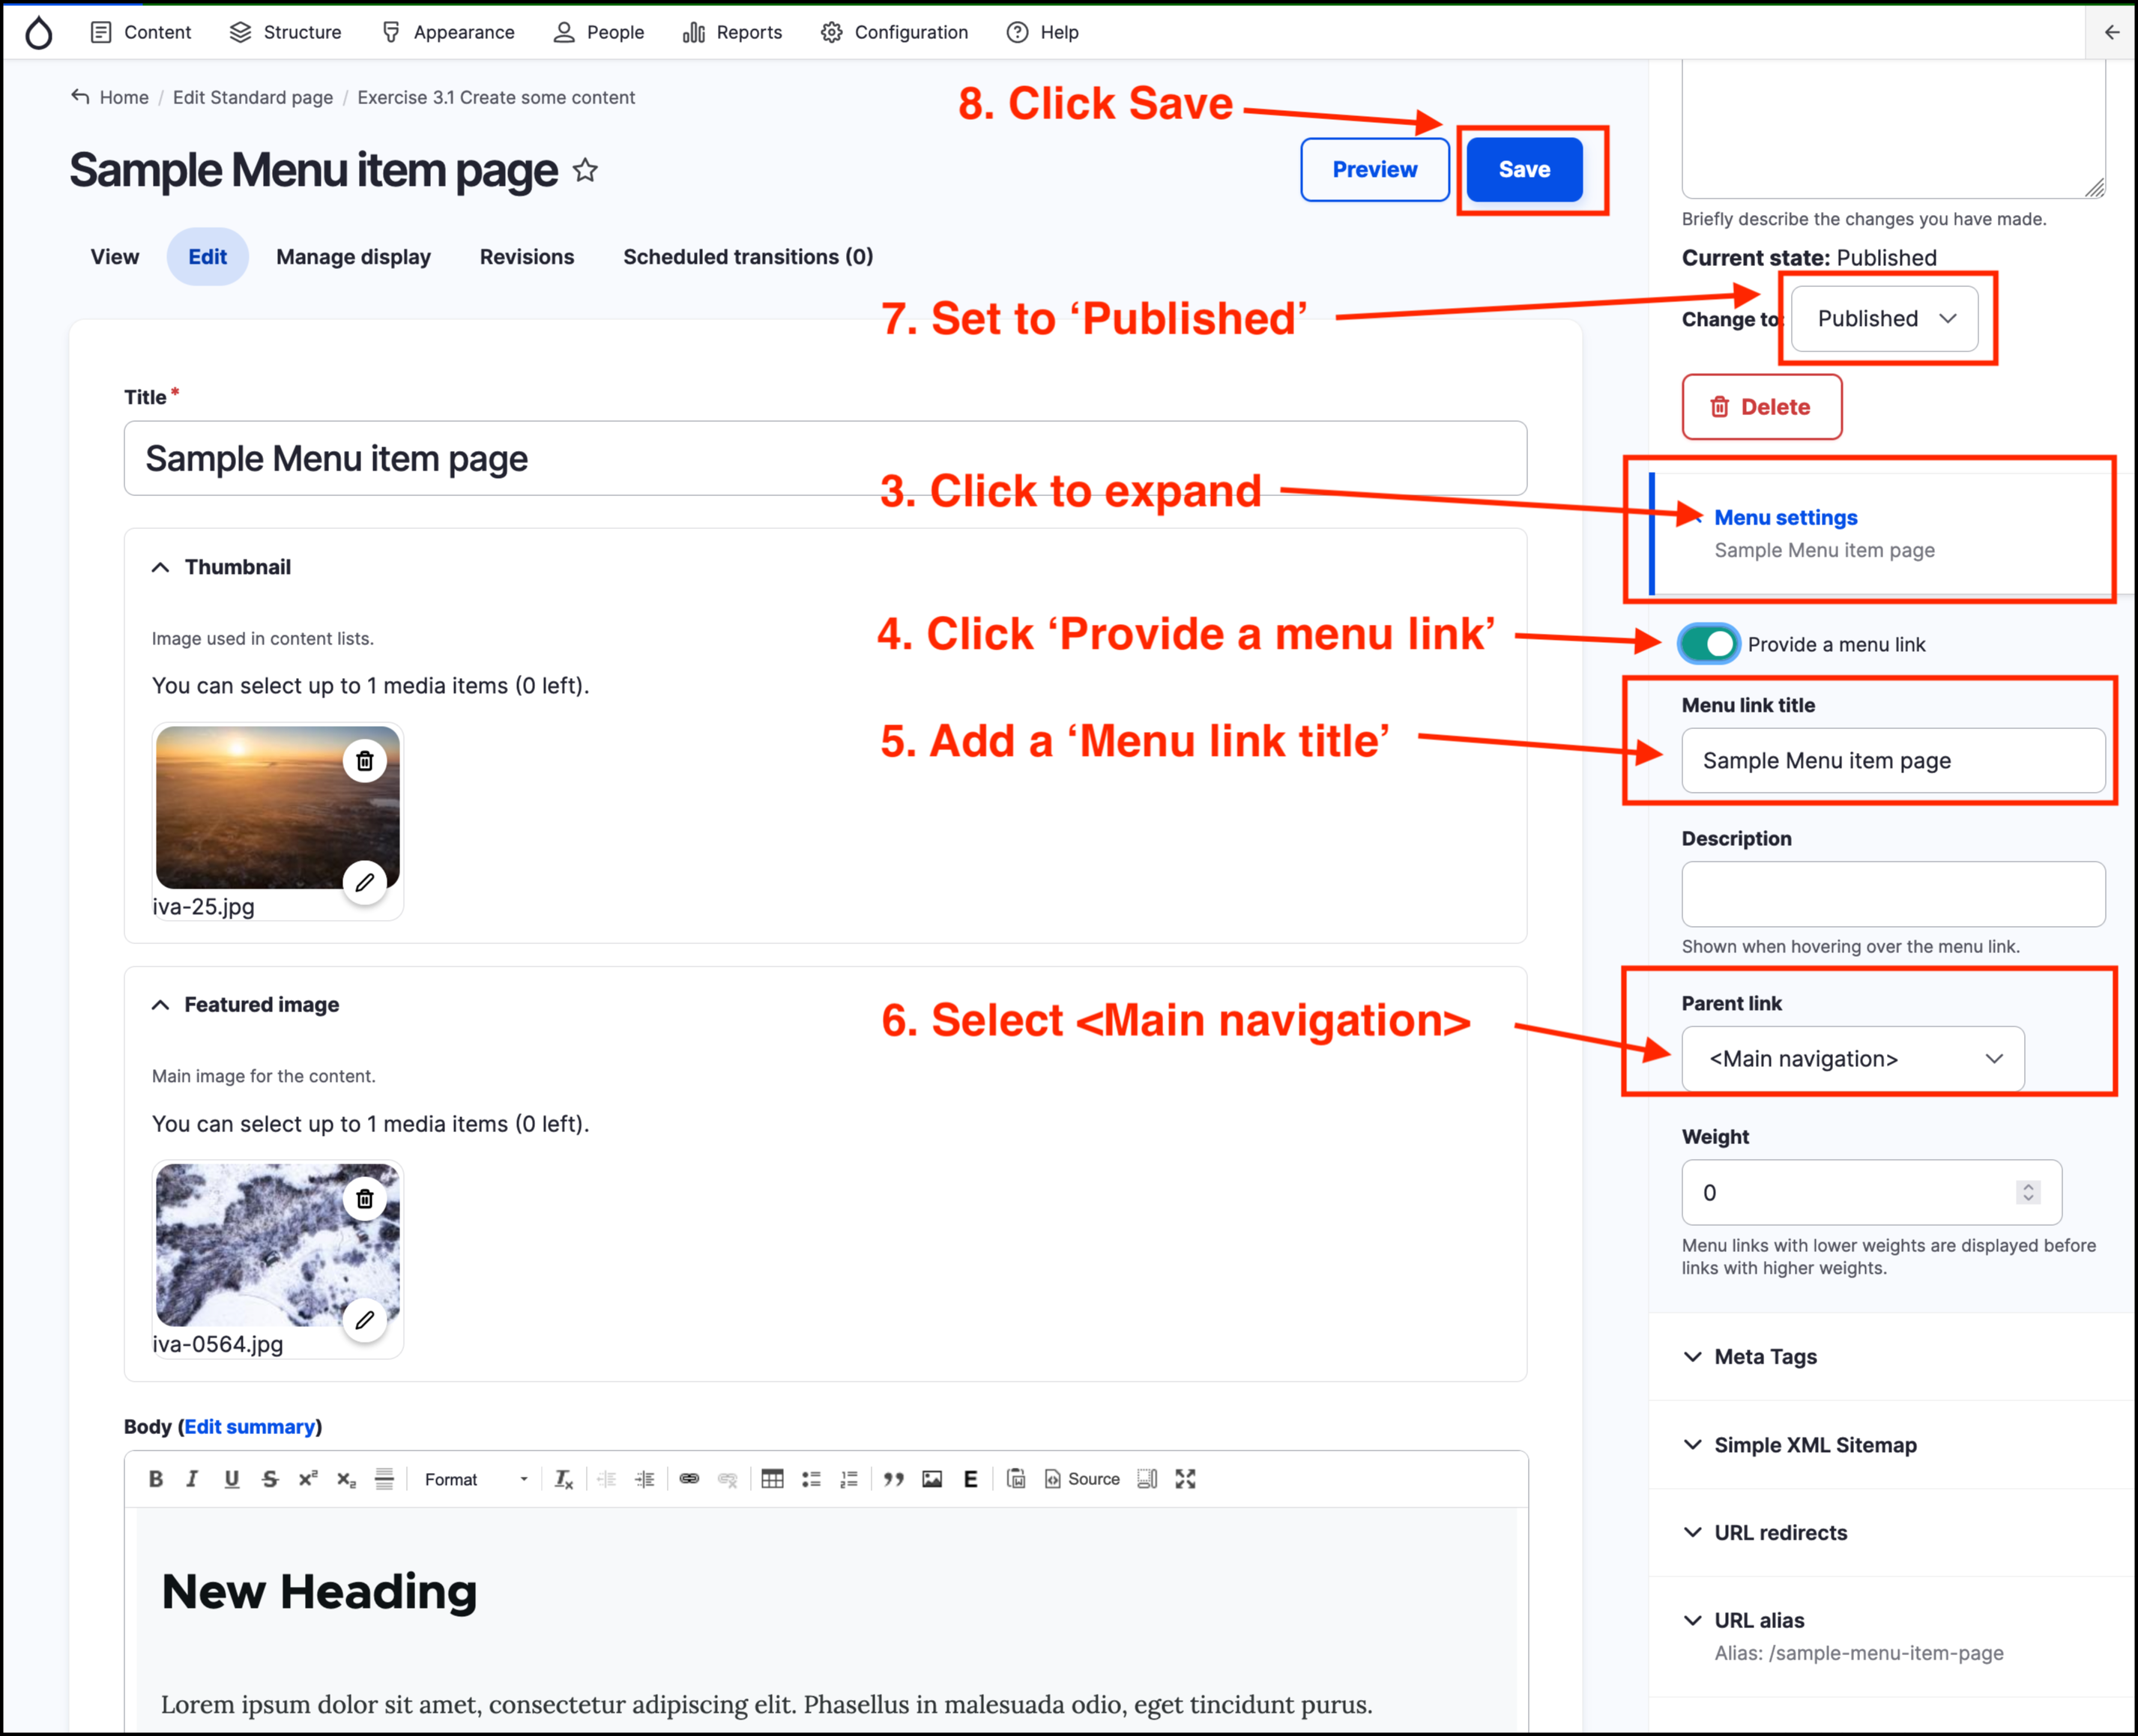 Content Structure Appearance People Reports Configuration Help
Home / Edit Standard page / Exercise 3.1 Create some content
8. Click Save
Sample Menu item page
Preview Save
View Edit Manage display Revisions Scheduled transitions (0)
Briefly describe the changes you have made.
Current state: Published
7. Set to ‘Published’
Change to: Published
Delete
Title *
Sample Menu item page
3. Click to expand
Menu settings
Sample Menu item page
Thumbnail
Image used in content lists.
You can select up to 1 media items (0 left).
iva-25.jpg
4. Click ‘Provide a menu link’
Provide a menu link
5. Add a ‘Menu link title’
Menu link title
Sample Menu item page
Description
Shown when hovering over the menu link.
Featured image
Main image for the content.
You can select up to 1 media items (0 left).
iva-0564.jpg
6. Select <Main navigation>
Parent link
<Main navigation>
Weight
0
Menu links with lower weights are displayed before
links with higher weights.
Meta Tags
Simple XML Sitemap
URL redirects
URL alias
Alias: /sample-menu-item-page
Body (Edit summary)
B I U S x² x₂ Format Ix E Source
New Heading
Lorem ipsum dolor sit amet, consectetur adipiscing elit. Phasellus in malesuada odio, eget tincidunt purus.